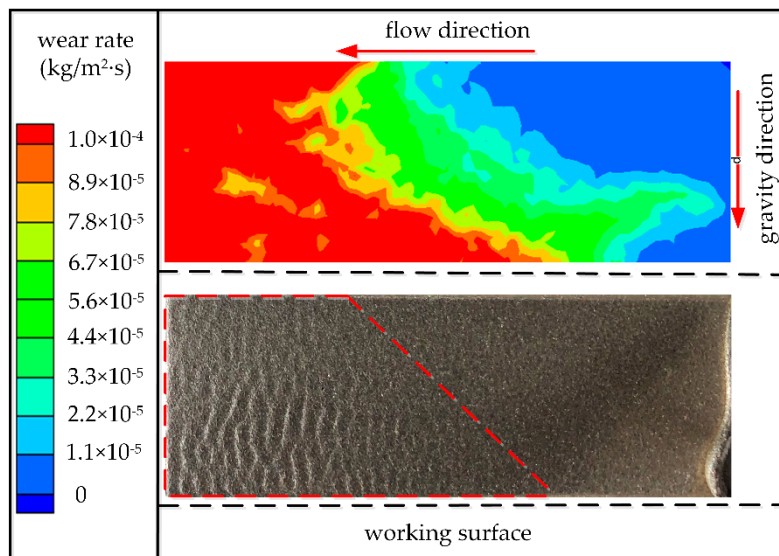 wear rate
(kg/m²·s)
1.0×10⁻⁴
8.9×10⁻⁵
7.8×10⁻⁵
6.7×10⁻⁵
5.6×10⁻⁵
4.4×10⁻⁵
3.3×10⁻⁵
2.2×10⁻⁵
1.1×10⁻⁵
0
flow direction
d
gravity direction
working surface